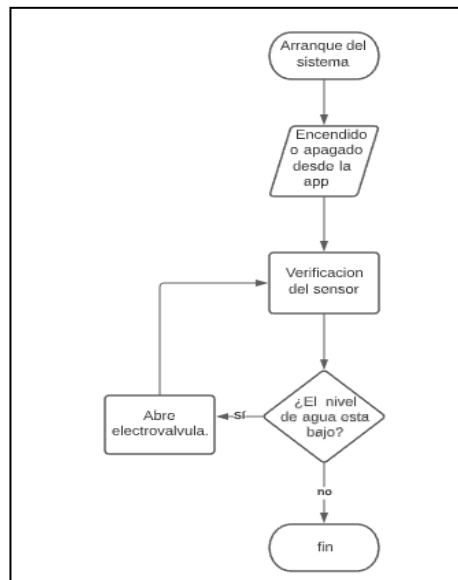 Arranque del
sistema
Encendido
o apagado
desde la
app
Verificacion
del sensor
¿El nivel
de agua esta
bajo?
sí
Abre
electrovalvula.
no
fin